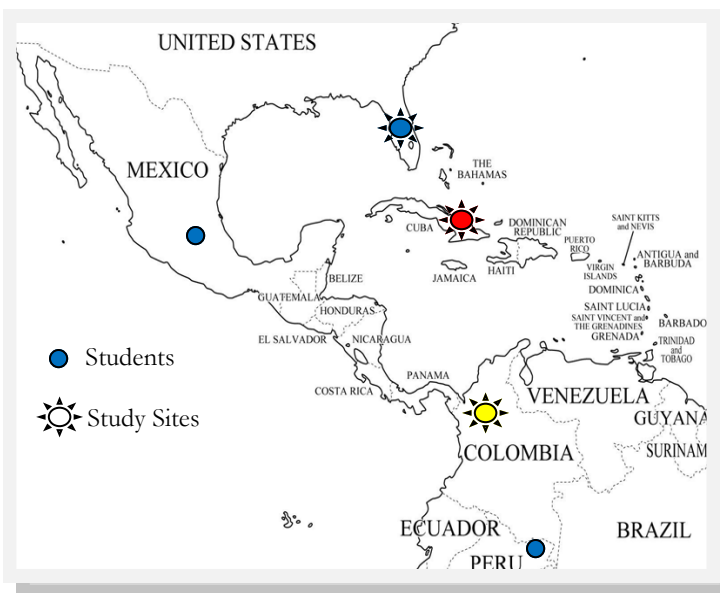 UNITED STATES
MEXICO
THE
BAHAMAS
CUBA
DOMINICAN
REPUBLIC
PUERTO
RICO
HAITI
JAMAICA
SAINT KITTS
and NEVIS
VIRGIN
ISLANDS
ANTIGUA and
BARBUDA
DOMINICA
SAINT LUCIA
SAINT VINCENT and
THE GRENADINES
GRENADA
BARBADO
TRINIDAD
and
TOBAGO
BELIZE
GUATEMALA
HONDURAS
EL SALVADOR
NICARAGUA
COSTA RICA
PANAMA
VENEZUELA
GUYANA
SURINAM
COLOMBIA
ECUADOR
PERU
BRAZIL
Students
Study Sites